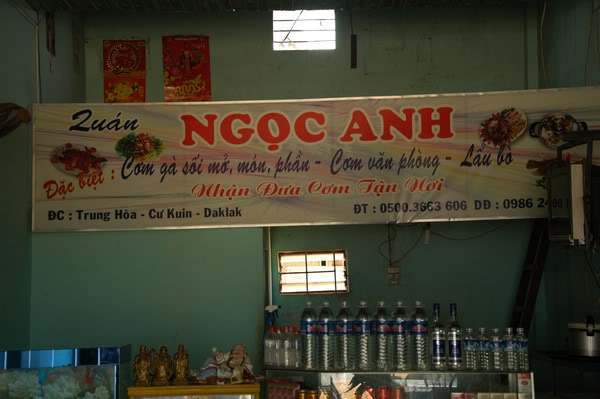 Quán NGỌC ANH
Đặc biệt : Cơm gà sối mở, món, phần - Cơm văn phòng - Lẩu bò
Nhận Đưa Cơm Tận Nơi
ĐC : Trung Hòa - Cư Kuin - Daklak ĐT : 0500.3663 606 DĐ : 0986